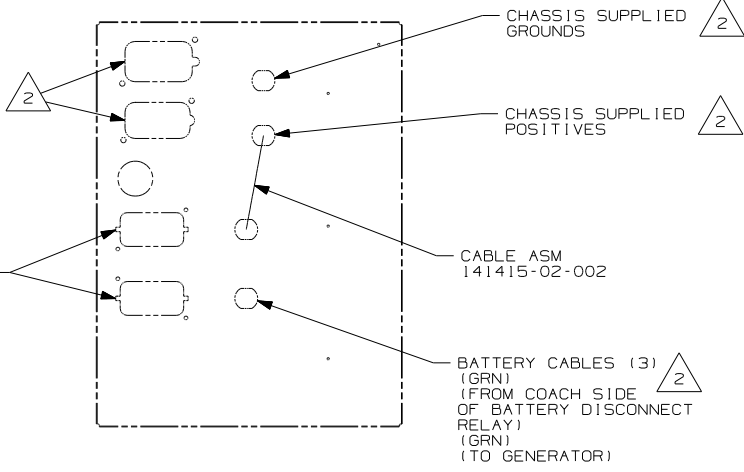 CHASSIS SUPPLIED
GROUNDS
2
2
CHASSIS SUPPLIED
POSITIVES
2
CABLE ASM
141415-02-002
BATTERY CABLES (3)
(GRN)
2
(FROM COACH SIDE
OF BATTERY DISCONNECT
RELAY)
(GRN)
(TO GENERATOR)